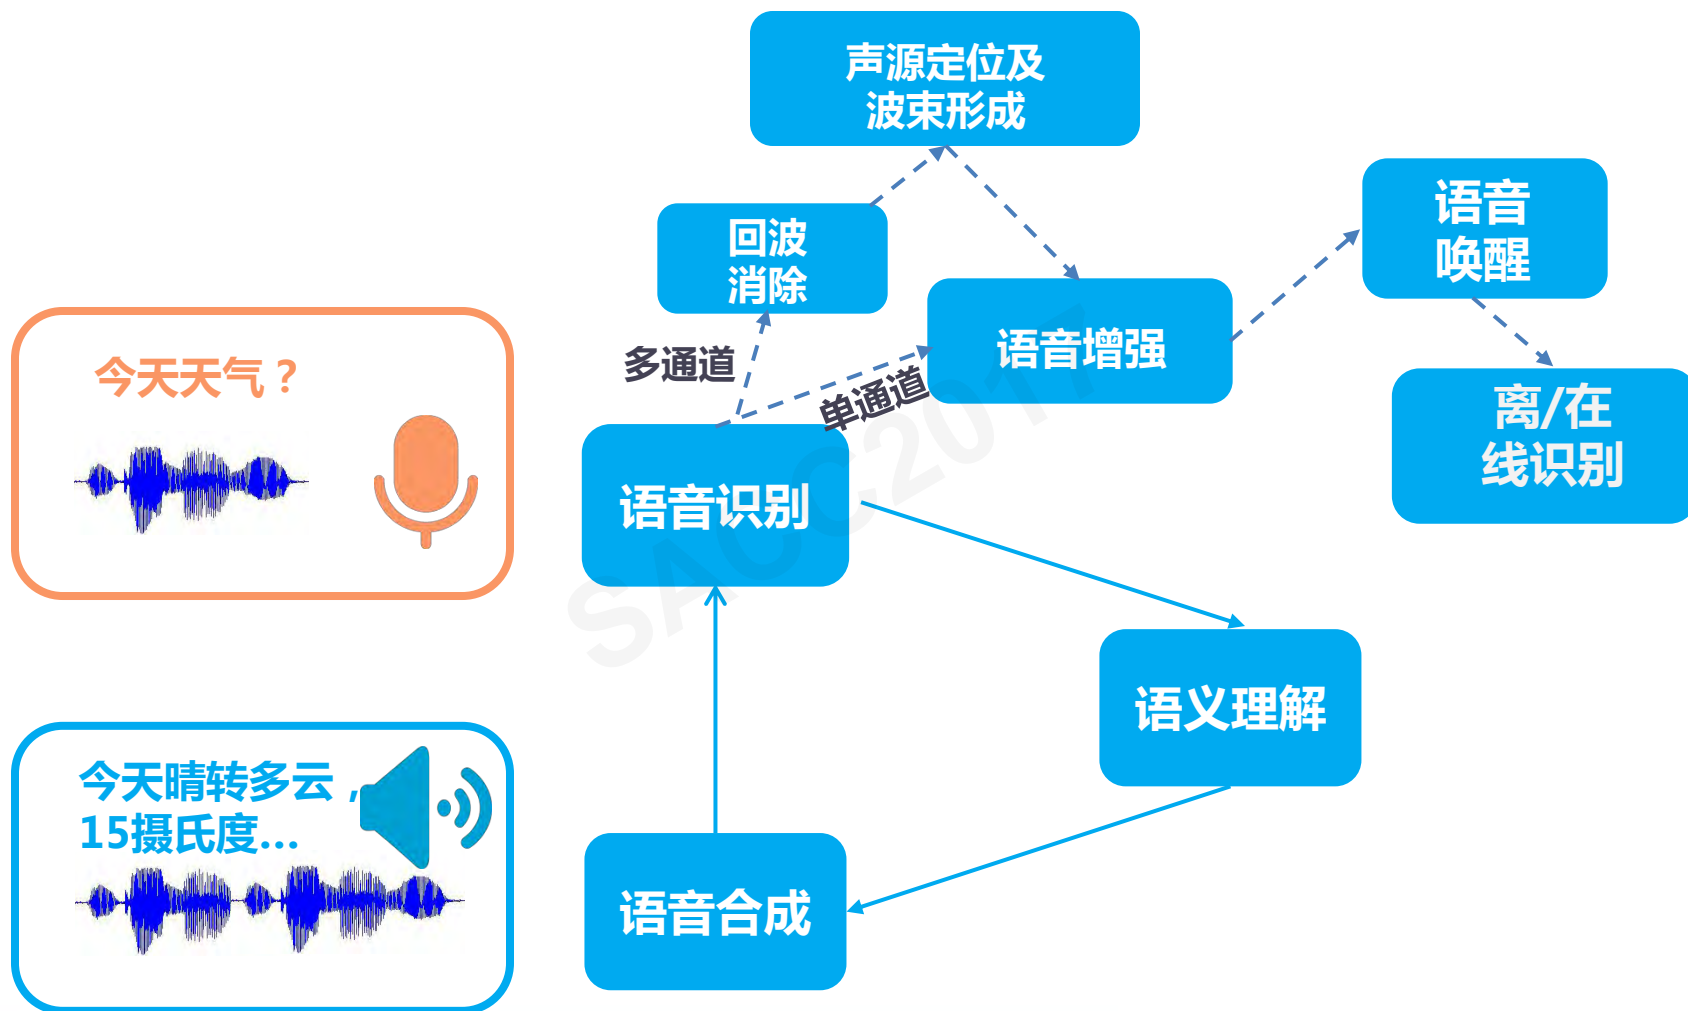 声源定位及
波束形成
语音
唤醒
回波
消除
语音增强
多通道
单通道
今天天气？
离/在
线识别
语音识别
SACC2017
语义理解
今天晴转多云，
15摄氏度...
语音合成